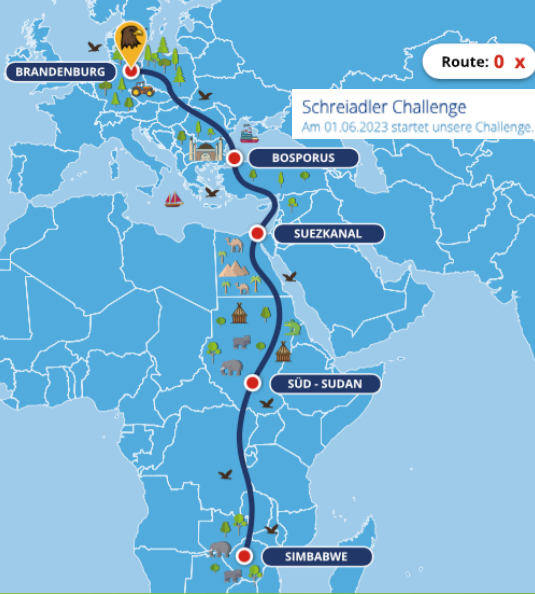 BRANDENBURG
Route: 0 x
Schreiadler Challenge
Am 01.06.2023 startet unsere Challenge.
BOSPORUS
SUEZKANAL
SÜD - SUDAN
SIMBABWE